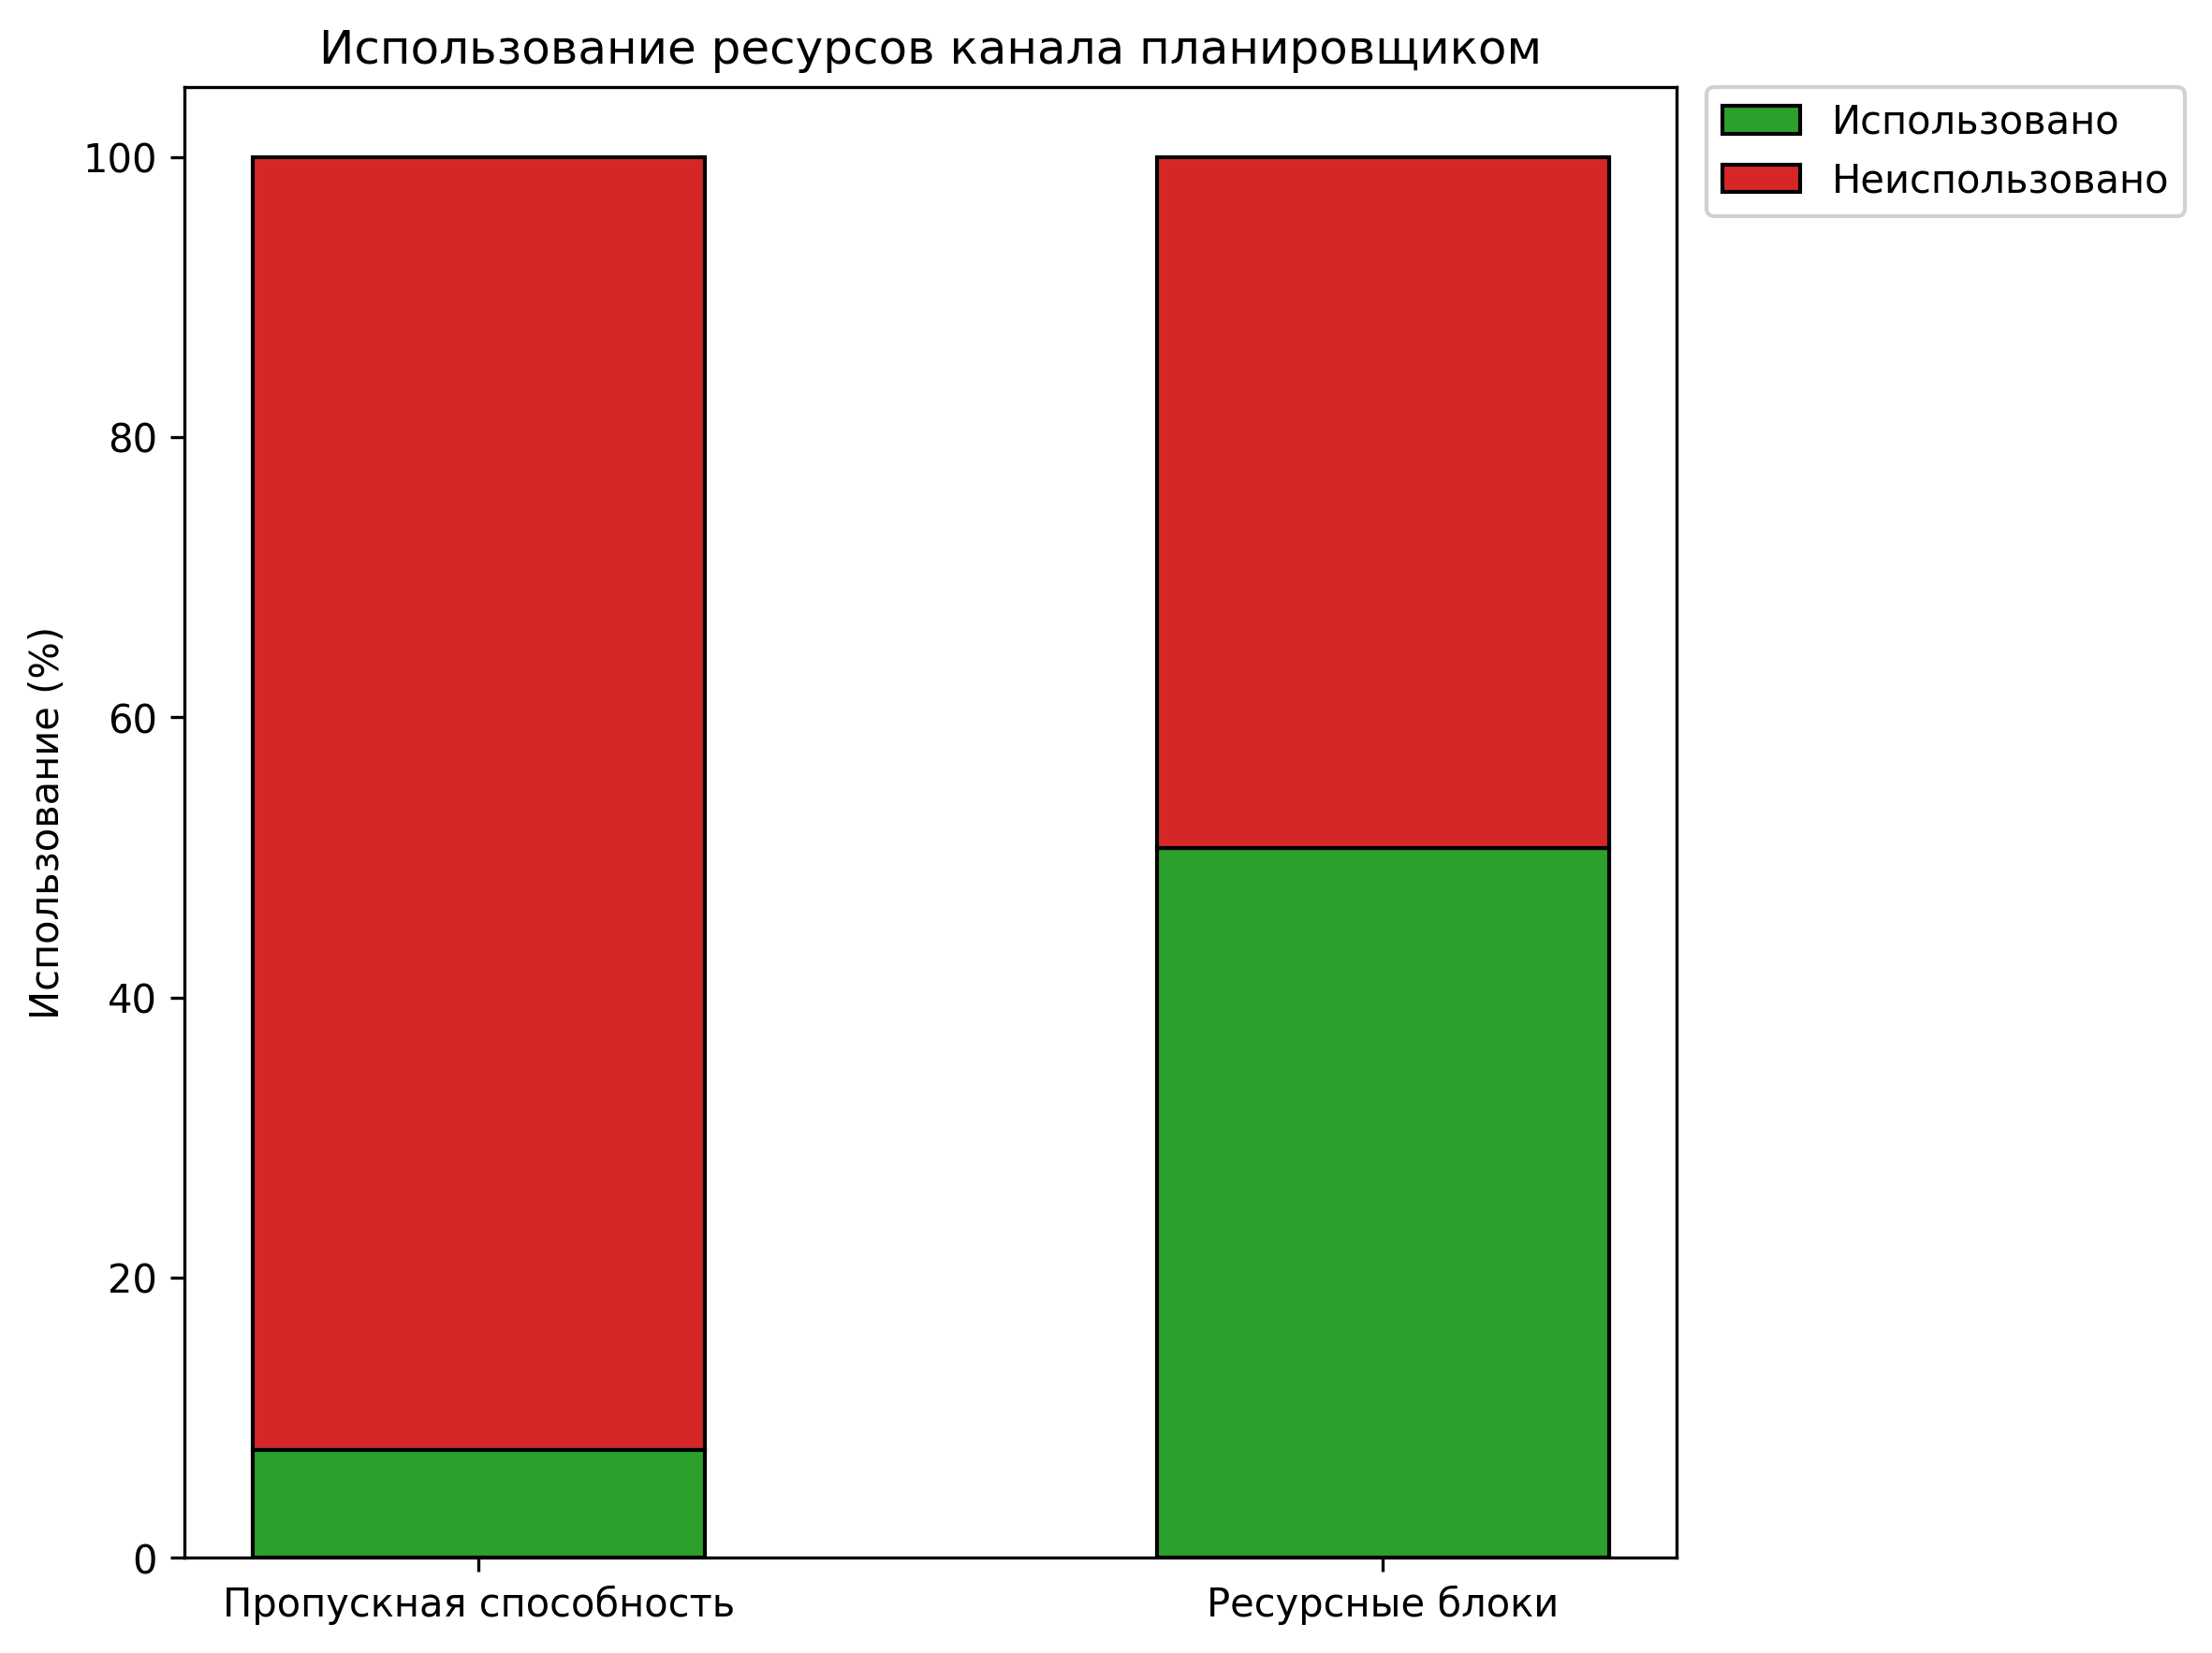 Использование ресурсов канала планировщиком
Использовано
Неиспользовано
Использование (%)
100
80
60
40
20
0
Пропускная способность
Ресурсные блоки